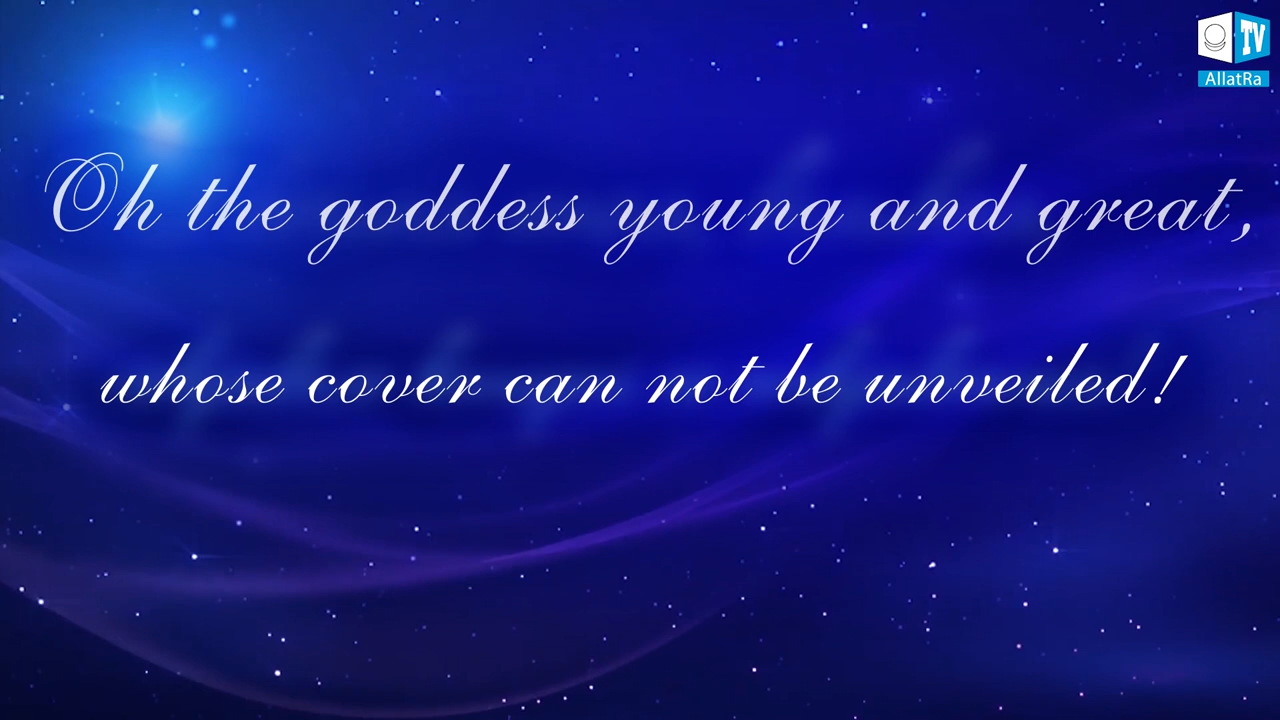 TV
AllatRa
Oh the goddess young and great,
whose cover can not be unveiled!